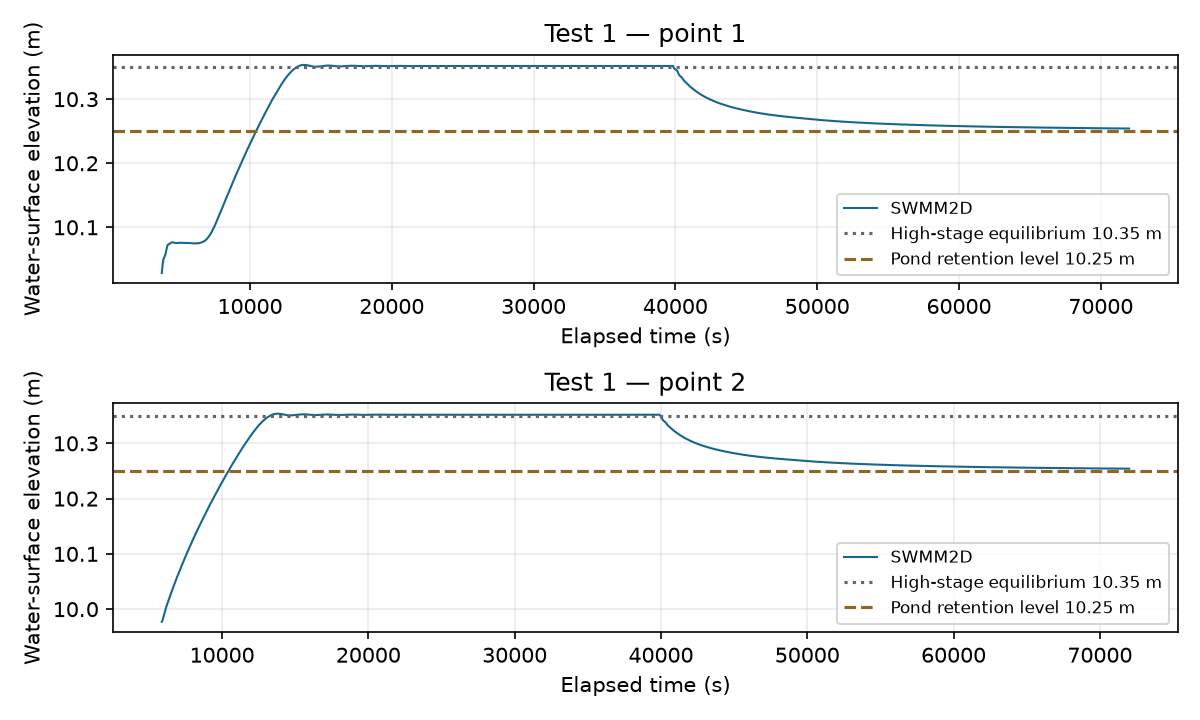 Test 1 — point 1
Water-surface elevation (m)
10.3
10.2
10.1
SWMM2D
High-stage equilibrium 10.35 m
Pond retention level 10.25 m
10000 20000 30000 40000 50000 60000 70000
Elapsed time (s)
Test 1 — point 2
Water-surface elevation (m)
10.3
10.2
10.1
10.0
SWMM2D
High-stage equilibrium 10.35 m
Pond retention level 10.25 m
10000 20000 30000 40000 50000 60000 70000
Elapsed time (s)